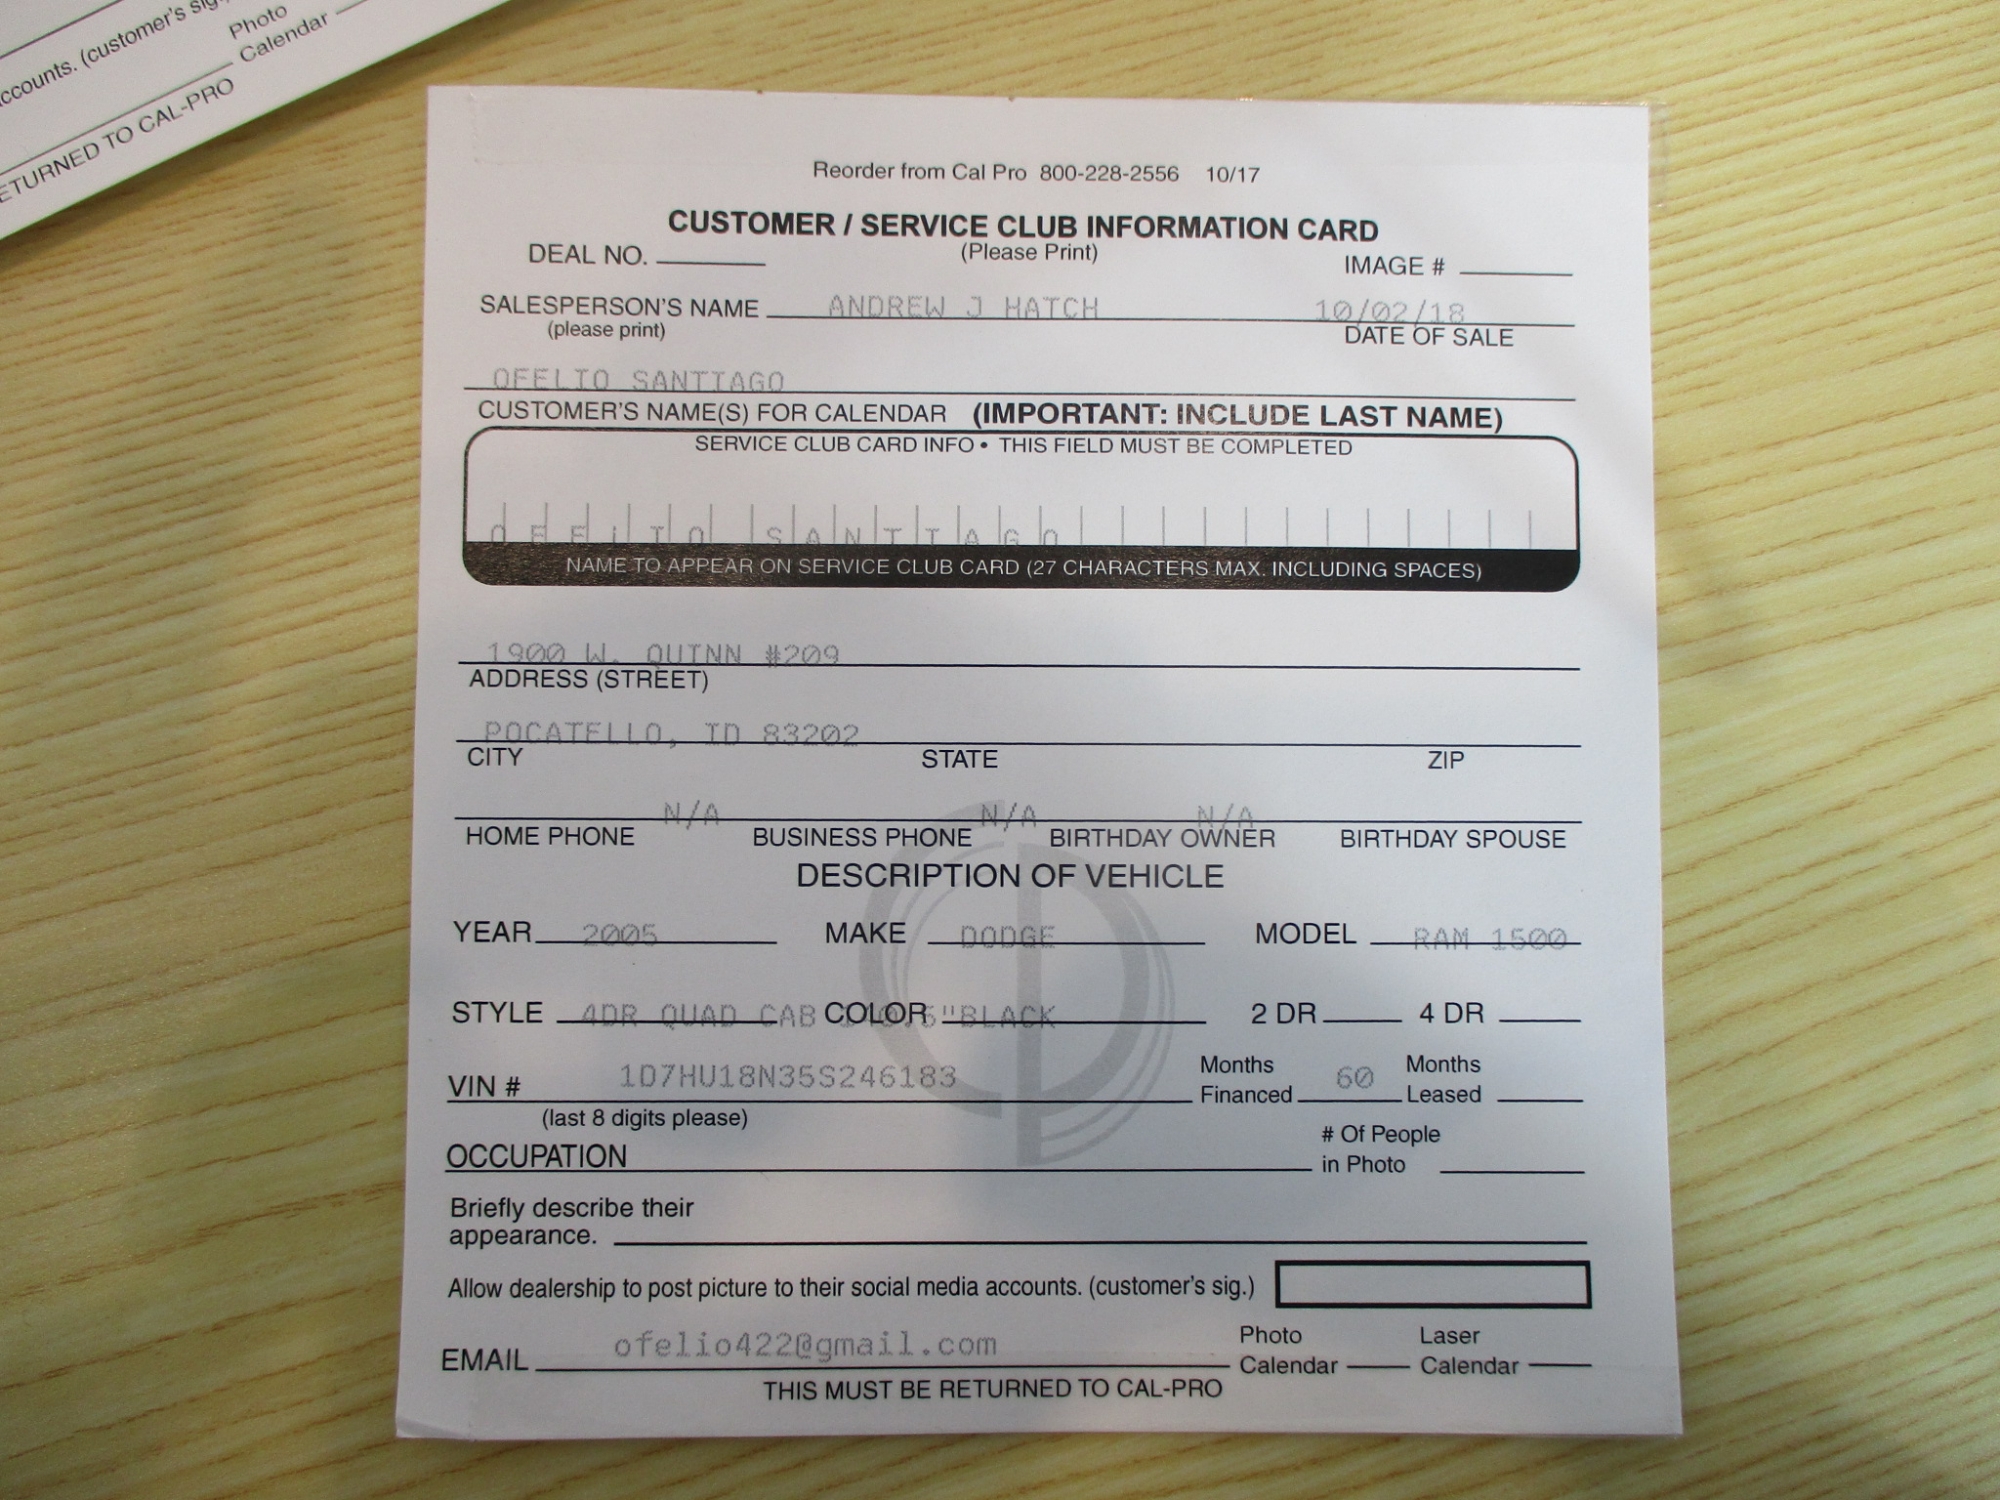 ccounts. (customer's sig.
Photo
Calendar
ETURNED TO CAL-PRO
Reorder from Cal Pro 800-228-2556 10/17
CUSTOMER / SERVICE CLUB INFORMATION CARD
DEAL NO. (Please Print) IMAGE #
SALESPERSON'S NAME ANDREW J HATCH 10/02/18
(please print) DATE OF SALE
OFELIO SANTIAGO
CUSTOMER'S NAME(S) FOR CALENDAR (IMPORTANT: INCLUDE LAST NAME)
SERVICE CLUB CARD INFO • THIS FIELD MUST BE COMPLETED
OFELIO SANTIAGO
NAME TO APPEAR ON SERVICE CLUB CARD (27 CHARACTERS MAX. INCLUDING SPACES)
1900 W. QUINN #209
ADDRESS (STREET)
POCATELLO, ID 83202
CITY STATE ZIP
N/A N/A N/A
HOME PHONE BUSINESS PHONE BIRTHDAY OWNER BIRTHDAY SPOUSE
DESCRIPTION OF VEHICLE
YEAR 2005 MAKE DODGE MODEL RAM 1500
STYLE 4DR QUAD CAB COLOR BLACK 2 DR 4 DR
VIN # 1D7HU18N35S246183 Months Financed 60 Months Leased
(last 8 digits please)
OCCUPATION # Of People in Photo
Briefly describe their
appearance.
Allow dealership to post picture to their social media accounts. (customer's sig.)
EMAIL ofelio422@gmail.com Photo Calendar Laser Calendar
THIS MUST BE RETURNED TO CAL-PRO